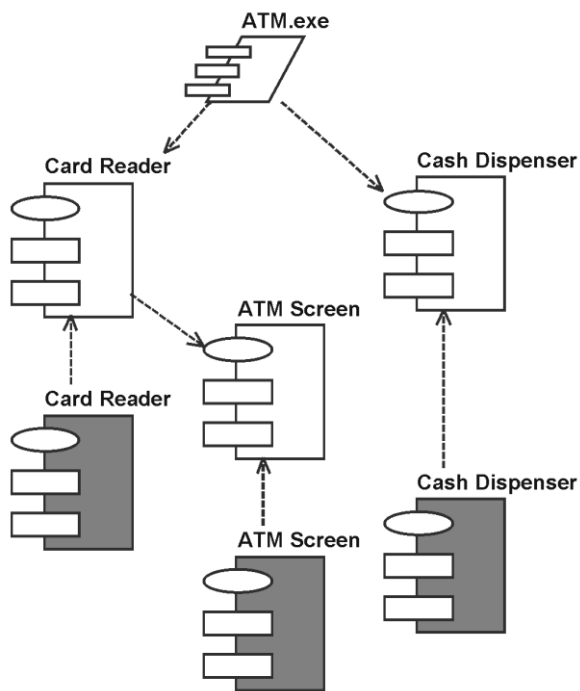 ATM.exe
Card Reader
Cash Dispenser
ATM Screen
Card Reader
Cash Dispenser
ATM Screen